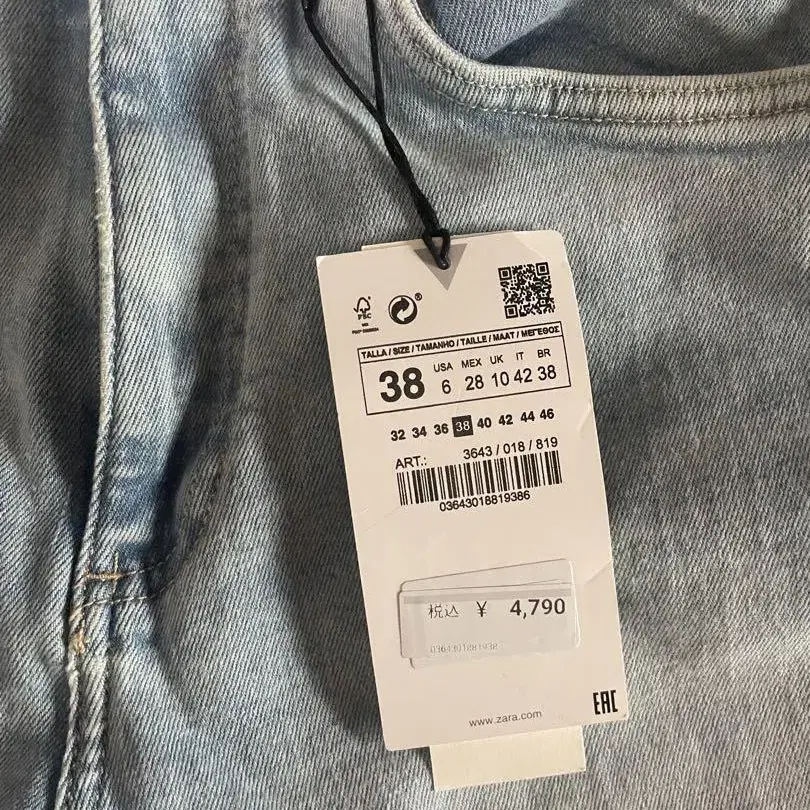 FSC
TALLA / SIZE / TAMANHO / TAILLE / MAAT / ΜΕΓΕΘΟΣ
38 USA 6 MEX 28 UK 10 IT 42 BR 38
32 34 36 38 40 42 44 46
ART.: 3643 / 018 / 819
03643018819386
税込 ¥ 4,790
www.zara.com
EAC